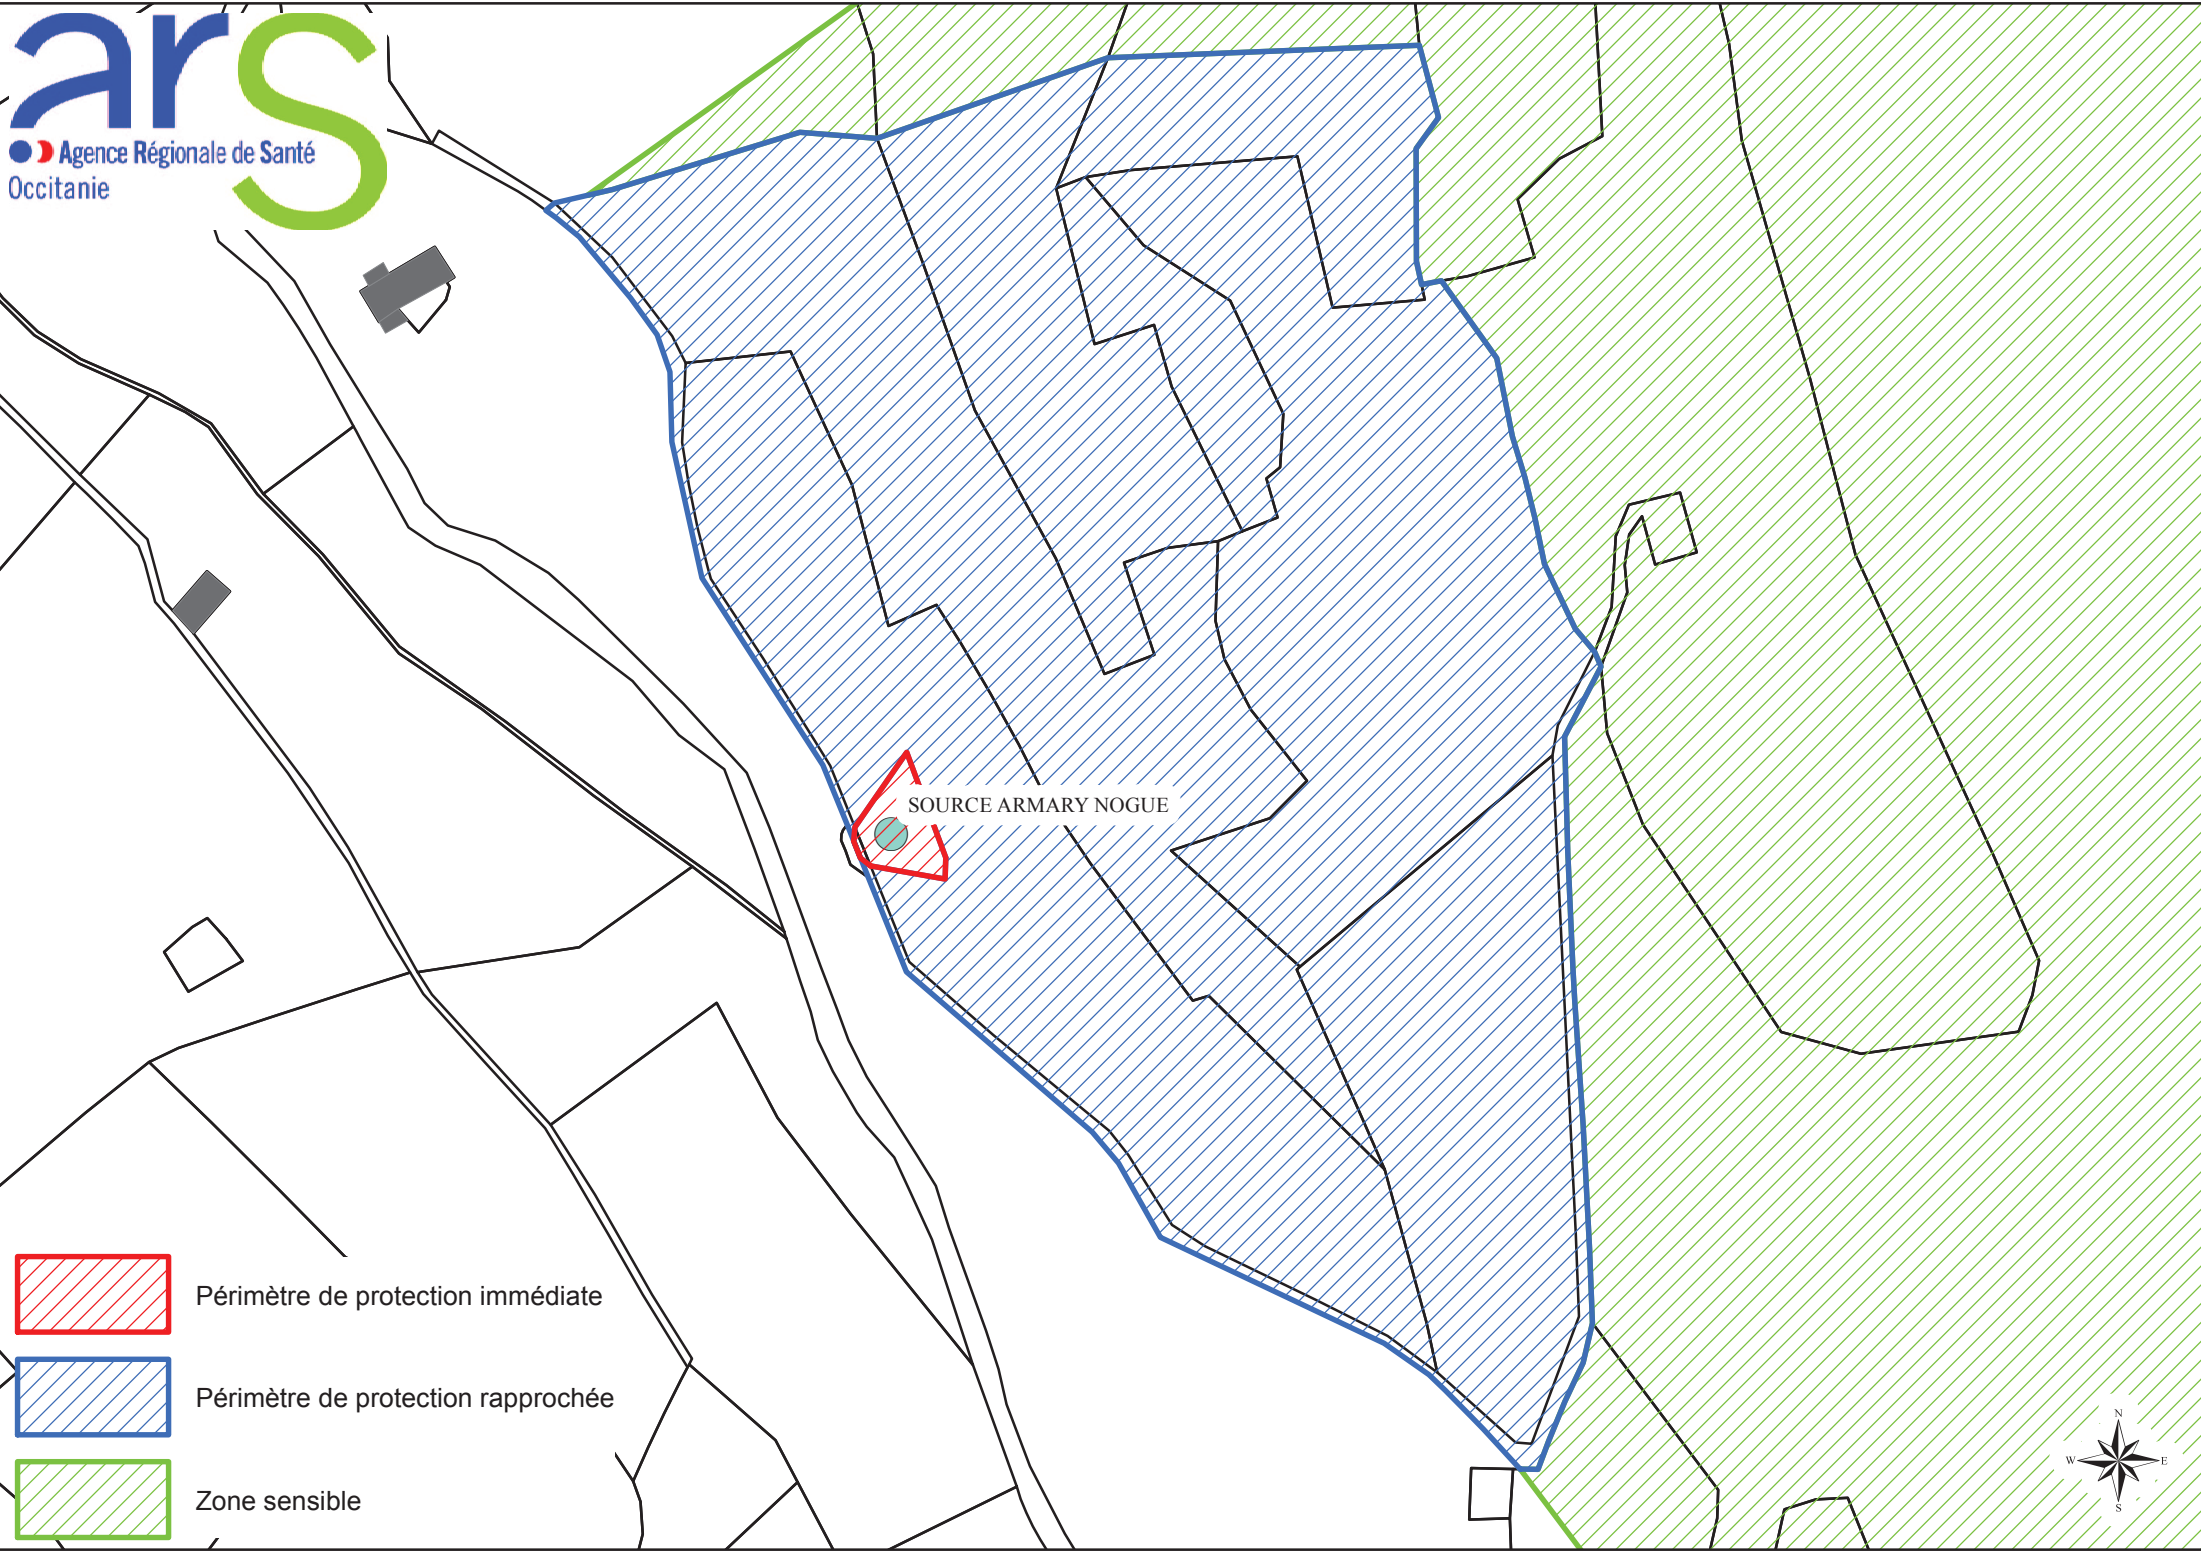 ars
Agence Régionale de Santé
Occitanie
SOURCE ARMARY NOGUE
Périmètre de protection immédiate
Périmètre de protection rapprochée
Zone sensible
N
W E
S